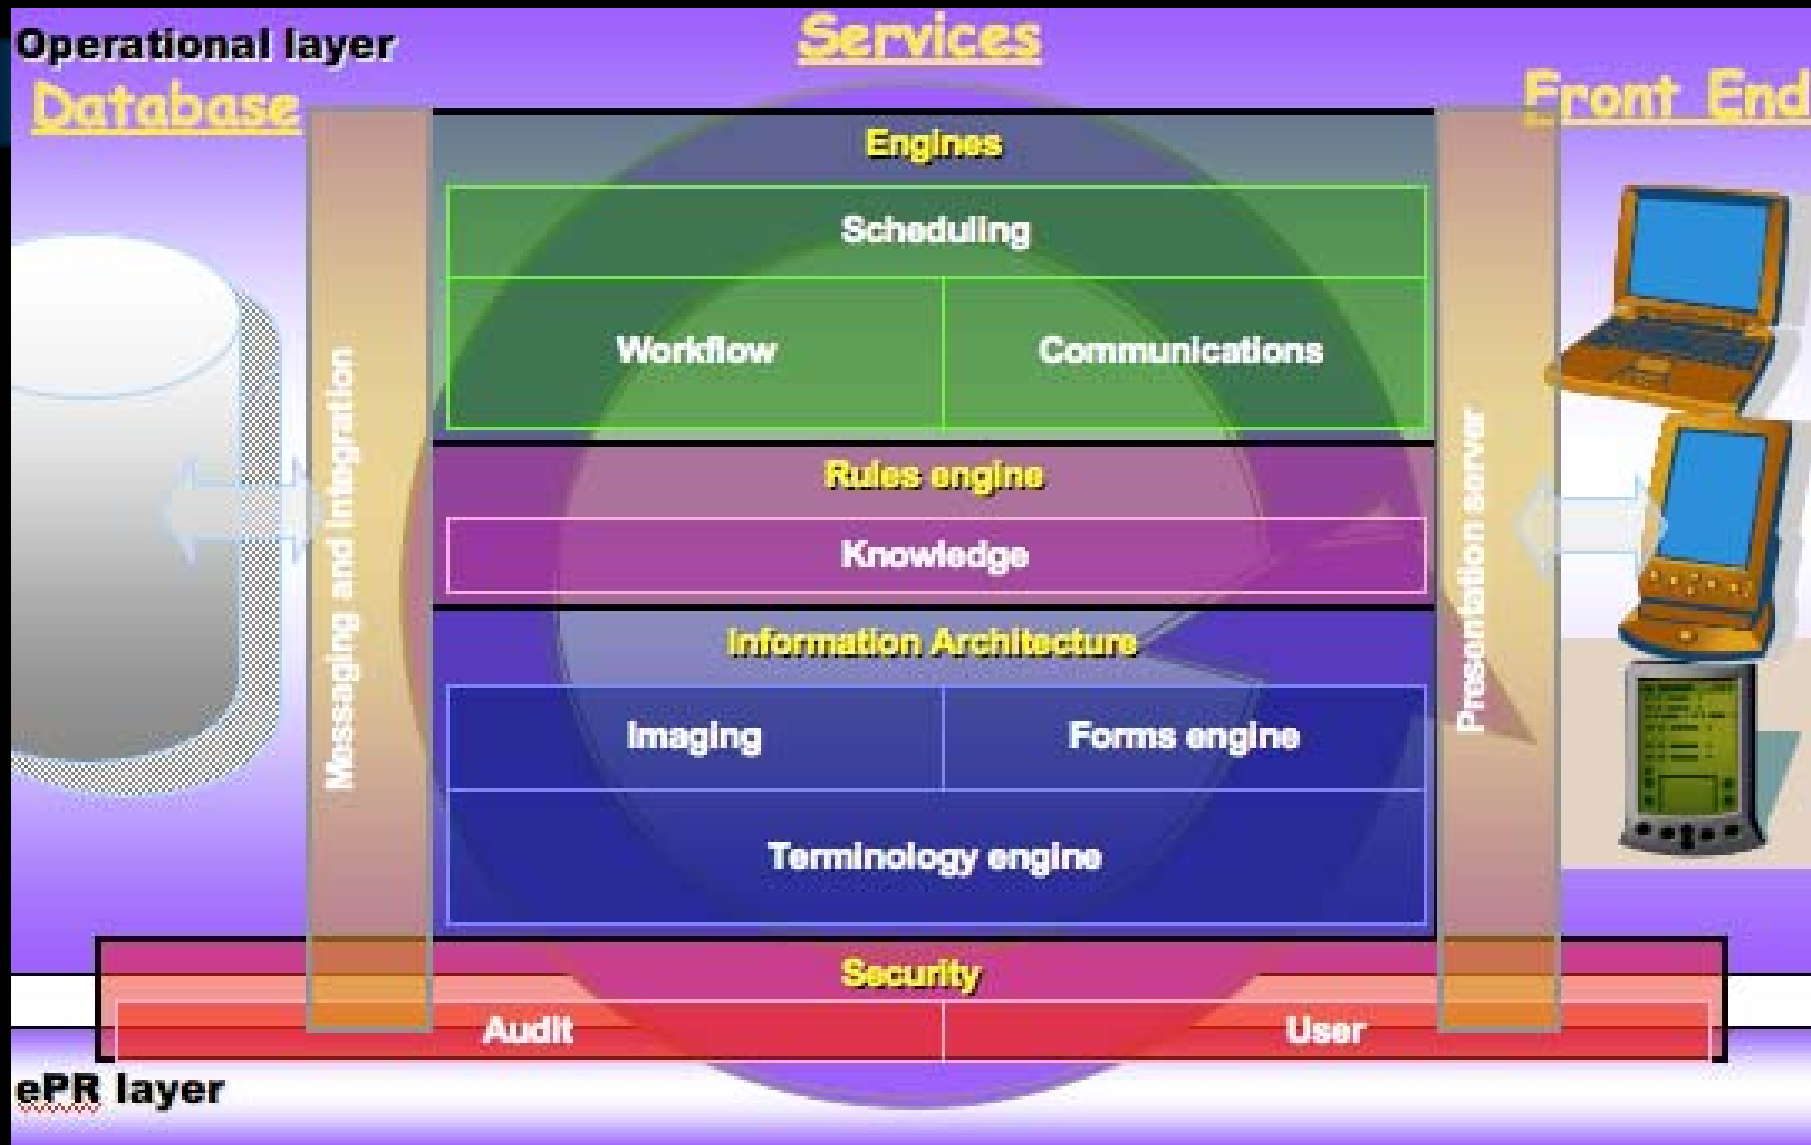 Operational layer
Services
Database
Front End
Engines
Scheduling
Workflow
Communications
Messaging and integration
Presentation server
Rules engine
Knowledge
Information Architecture
Imaging
Forms engine
Terminology engine
Security
Audit
User
ePR layer